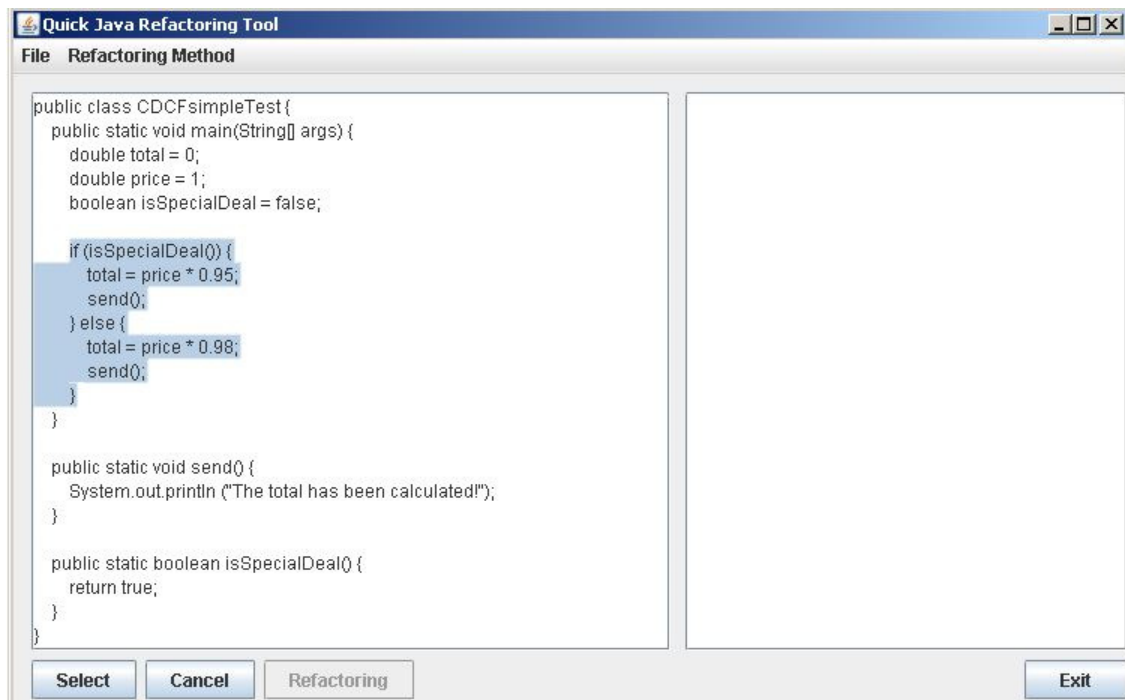 Quick Java Refactoring Tool
File Refactoring Method
public class CDCFsimpleTest {
public static void main(String[] args) {
double total = 0;
double price = 1;
boolean isSpecialDeal = false;
if (isSpecialDeal()) {
total = price * 0.95;
send();
} else {
total = price * 0.98;
send();
}
}
public static void send() {
System.out.println ("The total has been calculated!");
}
public static boolean isSpecialDeal() {
return true;
}
}
Select Cancel Refactoring Exit